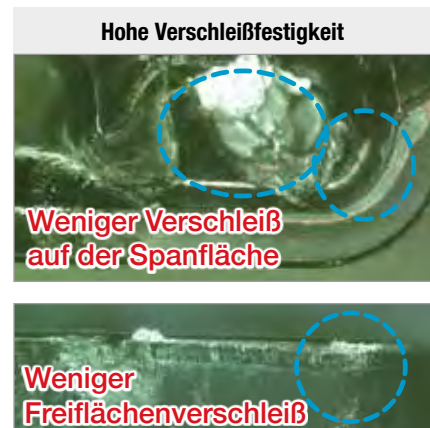 Hohe Verschleißfestigkeit
Weniger Verschleiß
auf der Spanfläche
Weniger
Freiflächenverschleiß